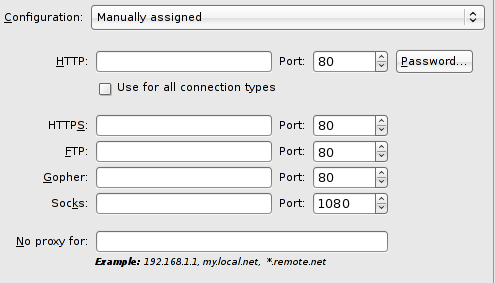 Configuration: Manually assigned
HTTP: Port: 80 Password...
Use for all connection types
HTTPS: Port: 80
FTP: Port: 80
Gopher: Port: 80
Socks: Port: 1080
No proxy for:
Example: 192.168.1.1, my.local.net, *.remote.net